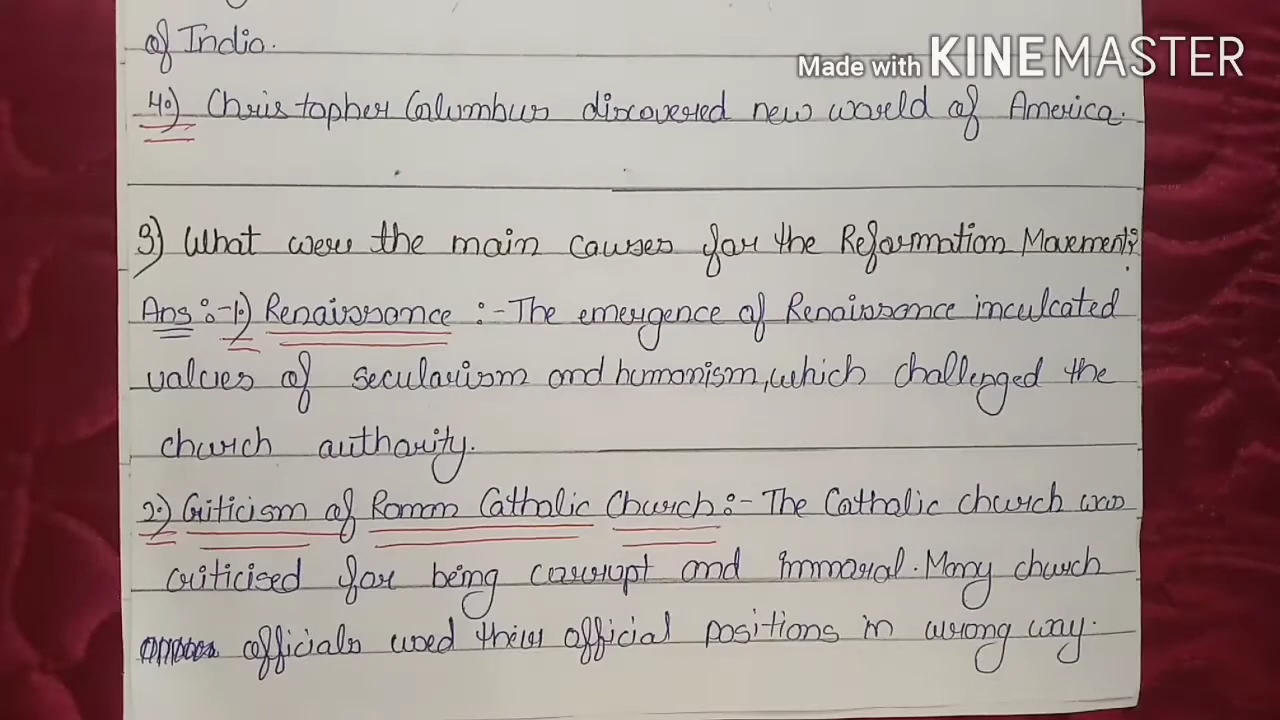 of India.
Made with KINEMASTER
4.) Christopher Columbus discovered new world of America.
3) What were the main causes for the Reformation Movement?
Ans :- 1.) Renaissance :- The emergence of Renaissance inculcated
values of secularism and humanism, which challenged the
church authority.
2.) Criticism of Roman Catholic Church :- The Catholic church was
criticised for being corrupt and immoral. Many church
officials used their official positions in wrong way.